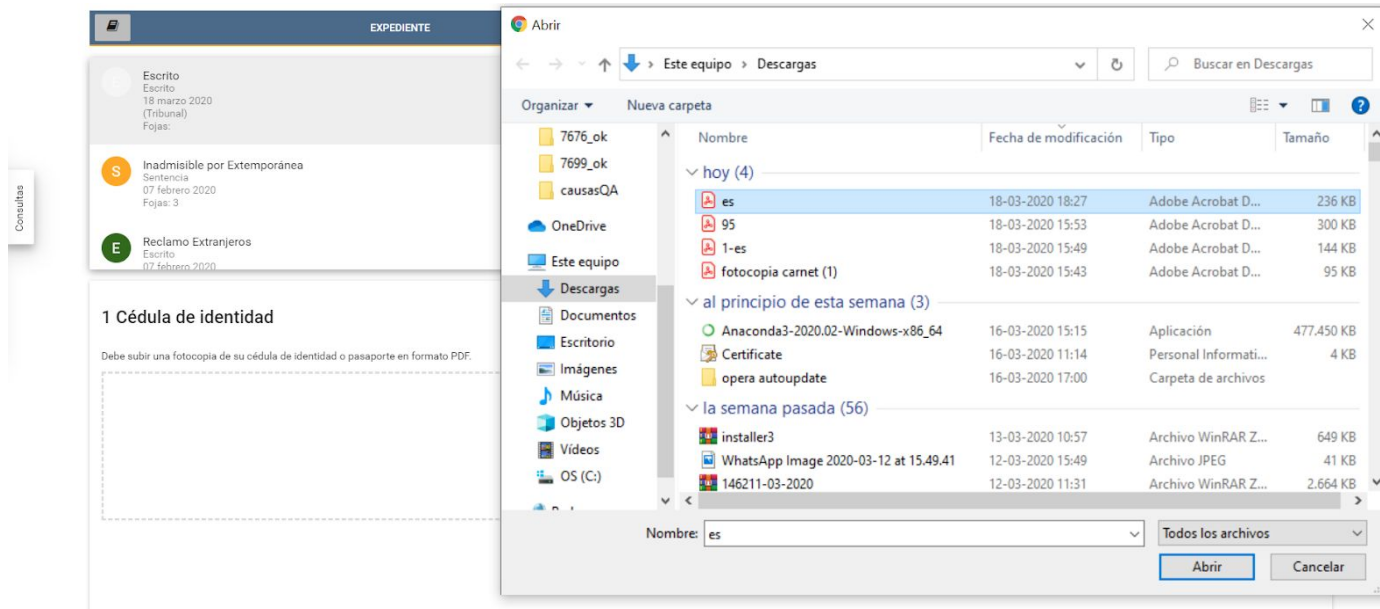 EXPEDIENTE
Escrito
Escrito
18 marzo 2020
(Tribunal)
Fojas:
S
Inadmisible por Extemporánea
Sentencia
07 febrero 2020
Fojas: 3
E
Reclamo Extranjeros
Escrito
07 febrero 2020
Consultas
1 Cédula de identidad
Debe subir una fotocopia de su cédula de identidad o pasaporte en formato PDF.
Abrir
Este equipo > Descargas
Buscar en Descargas
Organizar
Nueva carpeta
7676_ok
7699_ok
causasQA
OneDrive
Este equipo
Descargas
Documentos
Escritorio
Imágenes
Música
Objetos 3D
Vídeos
OS (C:)
Nombre Fecha de modificación Tipo Tamaño
hoy (4)
es 18-03-2020 18:27 Adobe Acrobat D... 236 KB
95 18-03-2020 15:53 Adobe Acrobat D... 300 KB
1-es 18-03-2020 15:49 Adobe Acrobat D... 144 KB
fotocopia carnet (1) 18-03-2020 15:43 Adobe Acrobat D... 95 KB
al principio de esta semana (3)
Anaconda3-2020.02-Windows-x86_64 16-03-2020 15:15 Aplicación 477.450 KB
Certificate 16-03-2020 11:14 Personal Informati... 4 KB
opera autoupdate 16-03-2020 17:00 Carpeta de archivos
la semana pasada (56)
installer3 13-03-2020 10:57 Archivo WinRAR Z... 649 KB
WhatsApp Image 2020-03-12 at 15.49.41 12-03-2020 15:49 Archivo JPEG 41 KB
146211-03-2020 12-03-2020 11:31 Archivo WinRAR Z... 2.664 KB
Nombre: es
Todos los archivos
Abrir
Cancelar